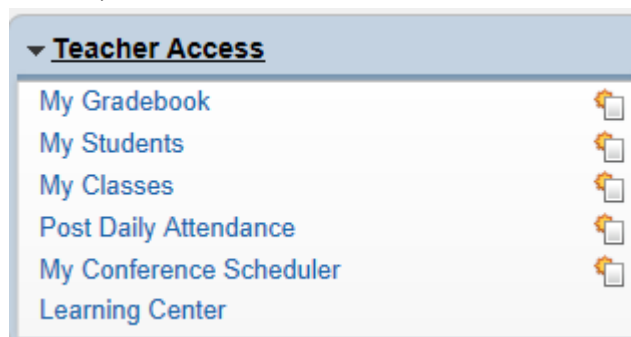 Teacher Access
My Gradebook
My Students
My Classes
Post Daily Attendance
My Conference Scheduler
Learning Center